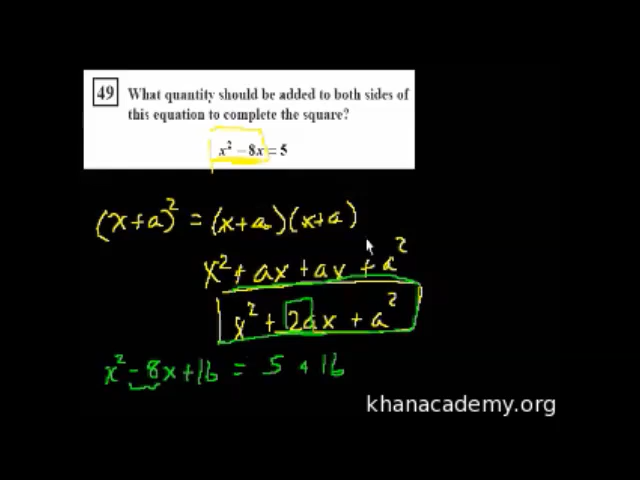 49 What quantity should be added to both sides of
this equation to complete the square?
x² − 8x = 5
(x+a)² = (x+a)(x+a)
x² + ax + ax + a²
x² + 2ax + a²
x² − 8x + 16 = 5 + 16
khanacademy.org